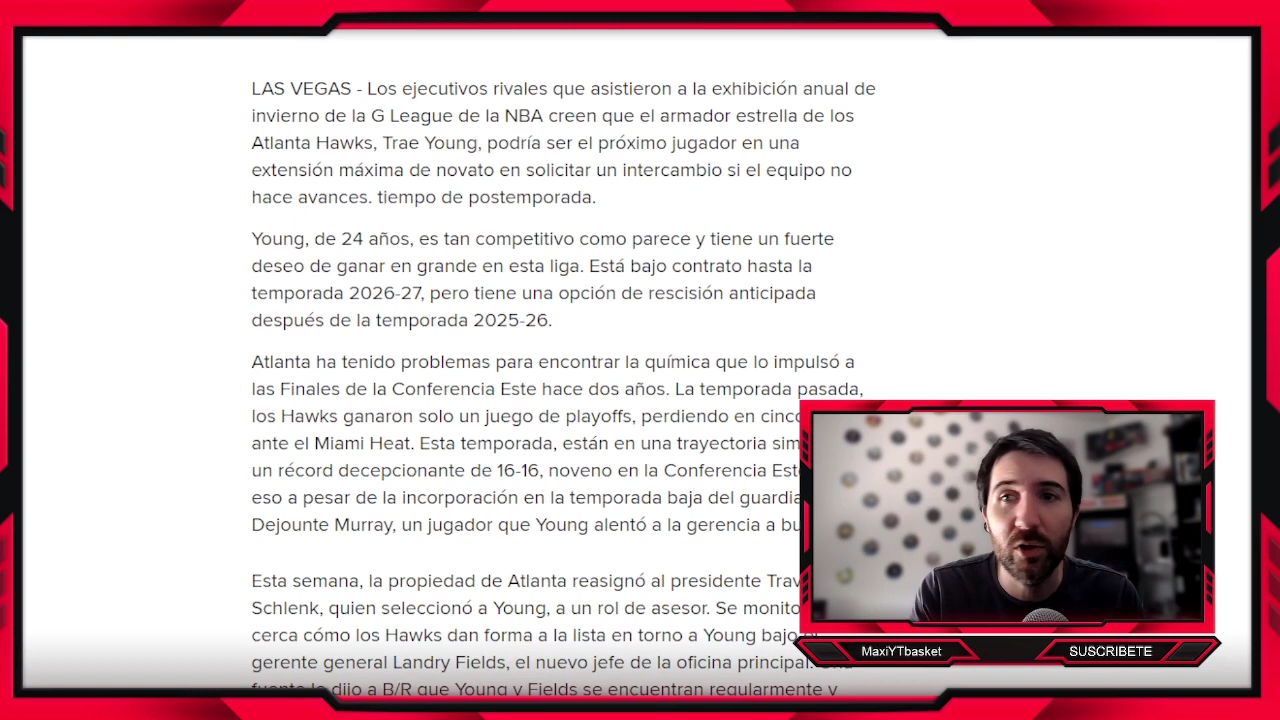 LAS VEGAS - Los ejecutivos rivales que asistieron a la exhibición anual de
invierno de la G League de la NBA creen que el armador estrella de los
Atlanta Hawks, Trae Young, podría ser el próximo jugador en una
extensión máxima de novato en solicitar un intercambio si el equipo no
hace avances. tiempo de postemporada.
Young, de 24 años, es tan competitivo como parece y tiene un fuerte
deseo de ganar en grande en esta liga. Está bajo contrato hasta la
temporada 2026-27, pero tiene una opción de rescisión anticipada
después de la temporada 2025-26.
Atlanta ha tenido problemas para encontrar la química que lo impulsó a
las Finales de la Conferencia Este hace dos años. La temporada pasada,
los Hawks ganaron solo un juego de playoffs, perdiendo en cinco
ante el Miami Heat. Esta temporada, están en una trayectoria
un récord decepcionante de 16-16, noveno en la Conferencia
eso a pesar de la incorporación en la temporada baja del
Dejounte Murray, un jugador que Young alentó a la gerencia a
Esta semana, la propiedad de Atlanta reasignó al presidente
Schlenk, quien seleccionó a Young, a un rol de asesor. Se
cerca cómo los Hawks dan forma a la lista en torno a Young bajo el
gerente general Landry Fields, el nuevo jefe de la oficina principal.
fuente le dijo a B/R que Young y Fields se encuentran regularmente y
MaxiYTbasket
SUSCRIBETE